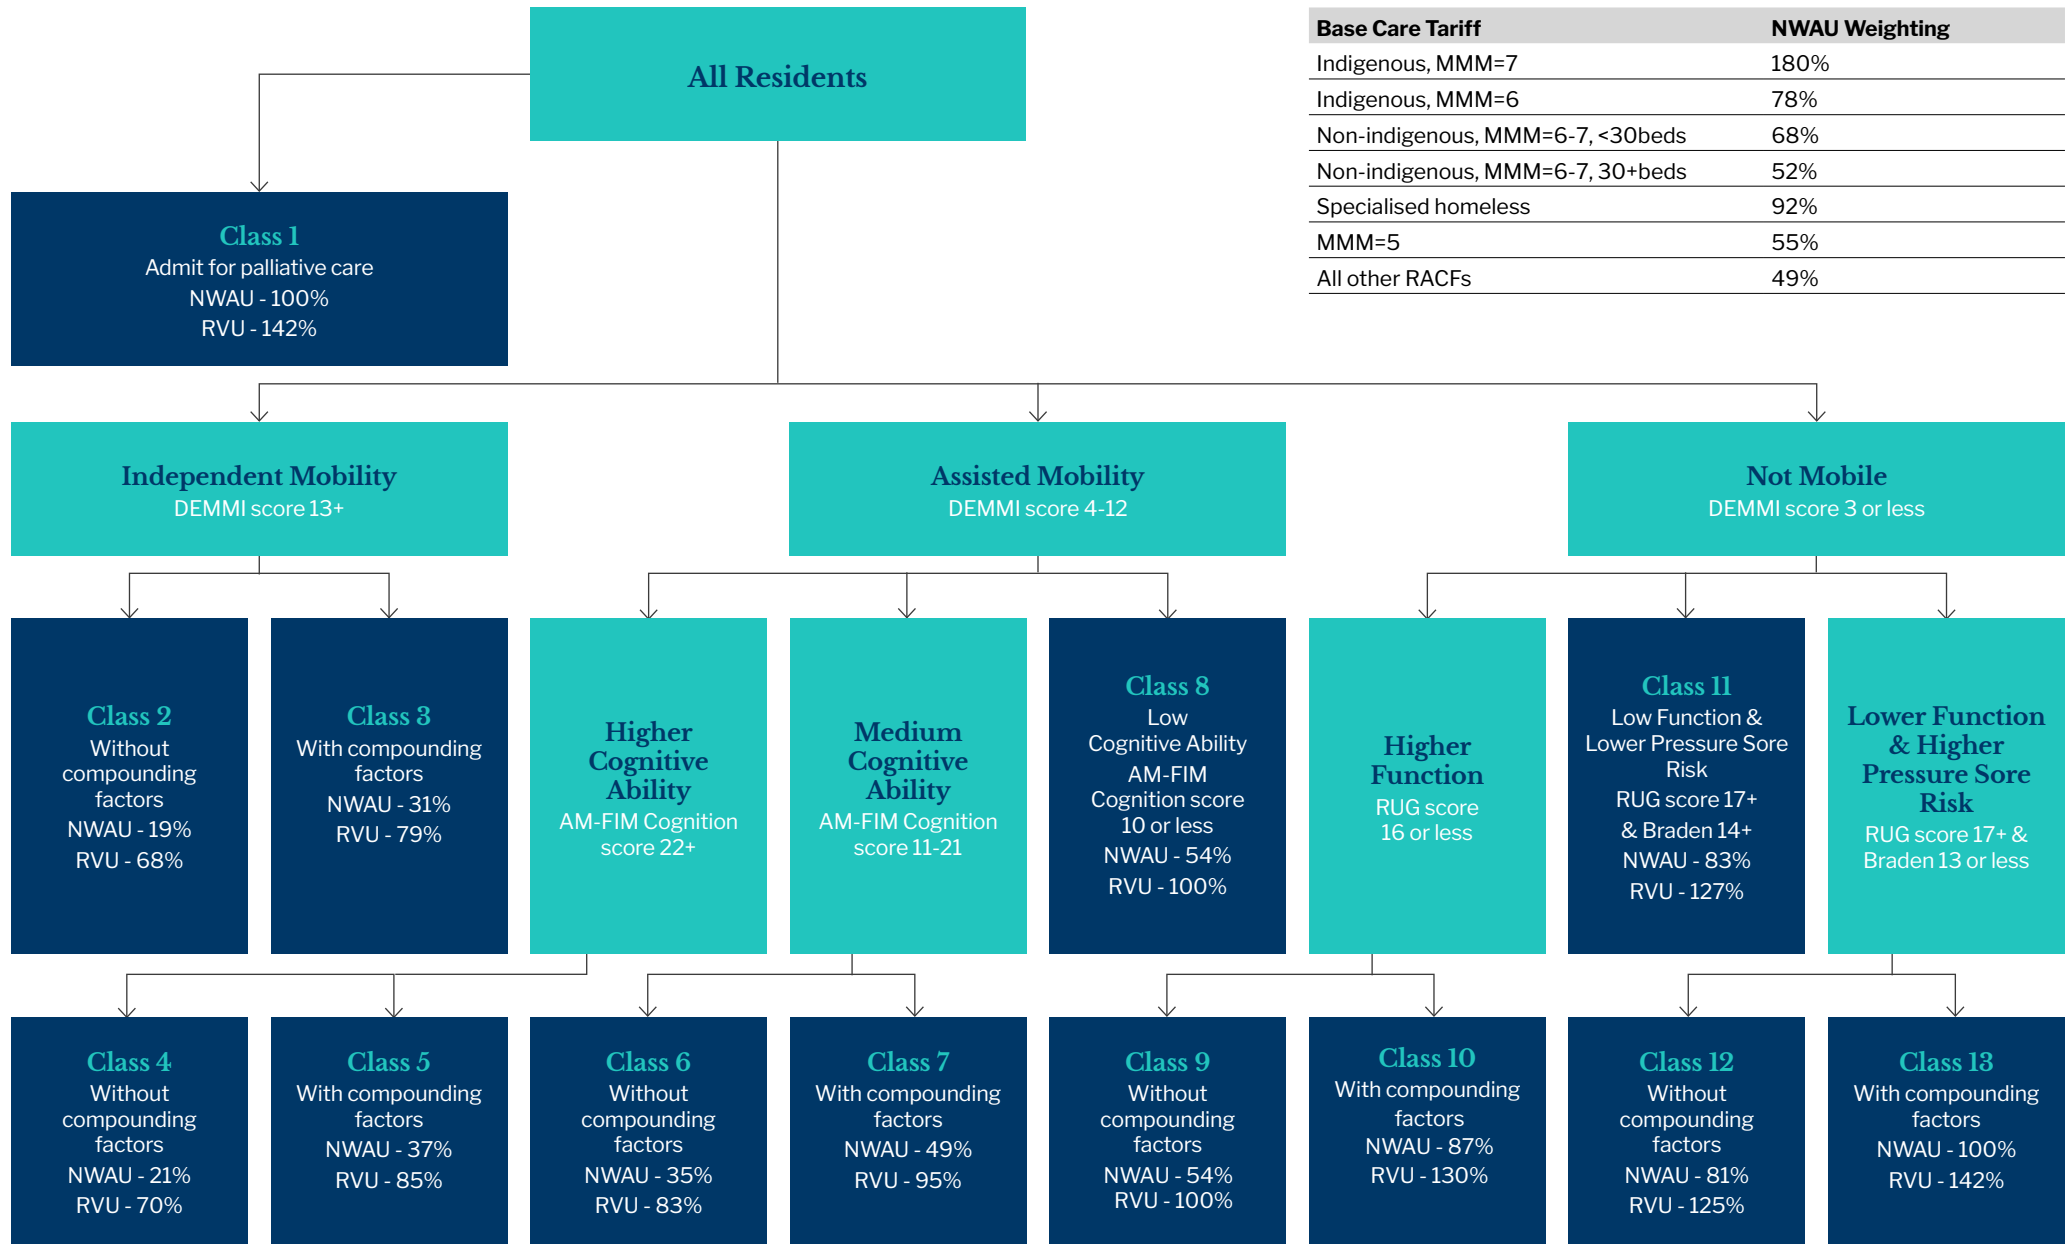 All Residents
Base Care Tariff NWAU Weighting
Indigenous, MMM=7 180%
Indigenous, MMM=6 78%
Non-indigenous, MMM=6-7, <30beds 68%
Non-indigenous, MMM=6-7, 30+beds 52%
Specialised homeless 92%
MMM=5 55%
All other RACFs 49%
Class 1
Admit for palliative care
NWAU - 100%
RVU - 142%
Independent Mobility
DEMMI score 13+
Assisted Mobility
DEMMI score 4-12
Not Mobile
DEMMI score 3 or less
Class 2
Without
compounding
factors
NWAU - 19%
RVU - 68%
Class 3
With compounding
factors
NWAU - 31%
RVU - 79%
Higher
Cognitive
Ability
AM-FIM Cognition
score 22+
Medium
Cognitive
Ability
AM-FIM Cognition
score 11-21
Class 8
Low
Cognitive Ability
AM-FIM
Cognition score
10 or less
NWAU - 54%
RVU - 100%
Higher
Function
RUG score
16 or less
Class 11
Low Function &
Lower Pressure Sore
Risk
RUG score 17+
& Braden 14+
NWAU - 83%
RVU - 127%
Lower Function
& Higher
Pressure Sore
Risk
RUG score 17+ &
Braden 13 or less
Class 4
Without
compounding
factors
NWAU - 21%
RVU - 70%
Class 5
With compounding
factors
NWAU - 37%
RVU - 85%
Class 6
Without
compounding
factors
NWAU - 35%
RVU - 83%
Class 7
With compounding
factors
NWAU - 49%
RVU - 95%
Class 9
Without
compounding
factors
NWAU - 54%
RVU - 100%
Class 10
With compounding
factors
NWAU - 87%
RVU - 130%
Class 12
Without
compounding
factors
NWAU - 81%
RVU - 125%
Class 13
With compounding
factors
NWAU - 100%
RVU - 142%